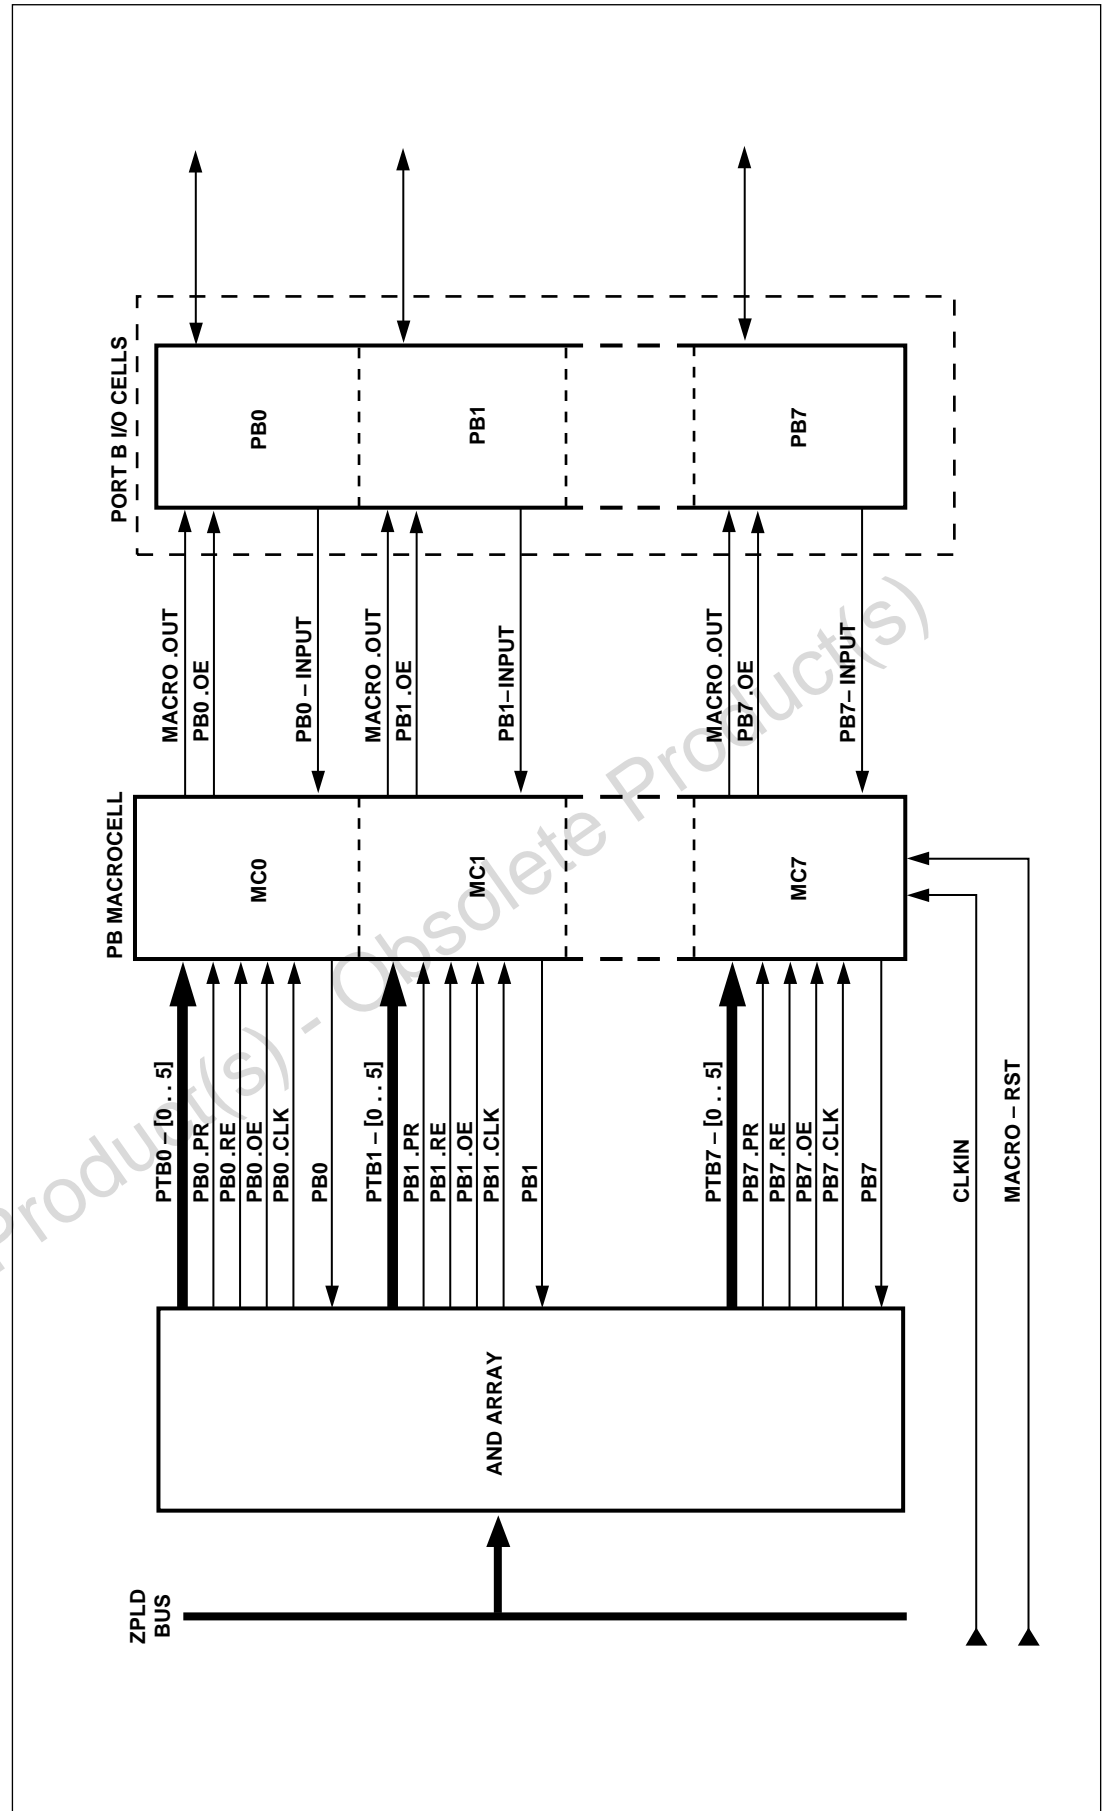 PORT B I/O CELLS
PB0
PB1
PB7
MACRO .OUT
PB0 .OE
PB0 – INPUT
MACRO .OUT
PB1 .OE
PB1–INPUT
MACRO .OUT
PB7 .OE
PB7– INPUT
PB MACROCELL
MC0
MC1
MC7
PTB0 – [0 . . 5]
PB0 .PR
PB0 .RE
PB0 .OE
PB0 .CLK
PB0
PTB1 – [0 . . 5]
PB1 .PR
PB1 .RE
PB1 .OE
PB1 .CLK
PB1
PTB7 – [0 . . 5]
PB7 .PR
PB7 .RE
PB7 .OE
PB7 .CLK
PB7
CLKIN
MACRO – RST
AND ARRAY
ZPLD
BUS
Product(s) - Obsolete Product(s)